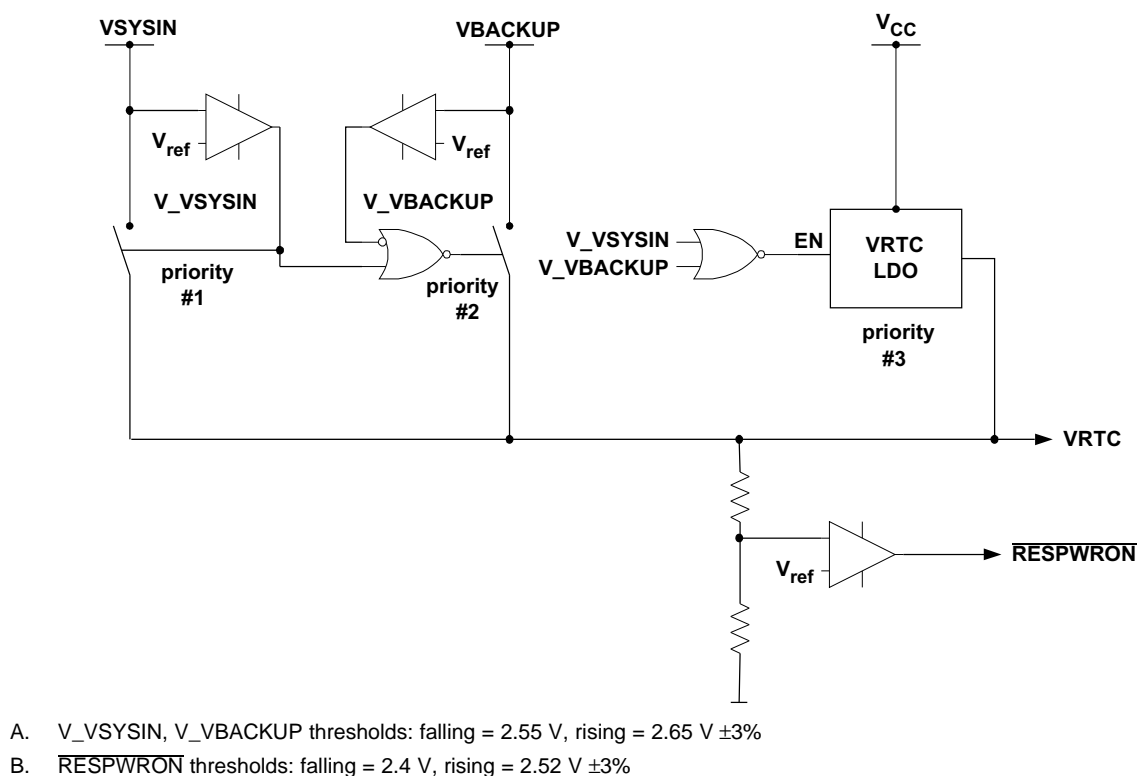 VSYSIN
VBACKUP
VCC
Vref
Vref
V_VSYSIN
V_VBACKUP
priority
#1
priority
#2
V_VSYSIN
V_VBACKUP
EN
VRTC
LDO
priority
#3
VRTC
Vref
RESPWRON
A. V_VSYSIN, V_VBACKUP thresholds: falling = 2.55 V, rising = 2.65 V ±3%
B. RESPWRON thresholds: falling = 2.4 V, rising = 2.52 V ±3%